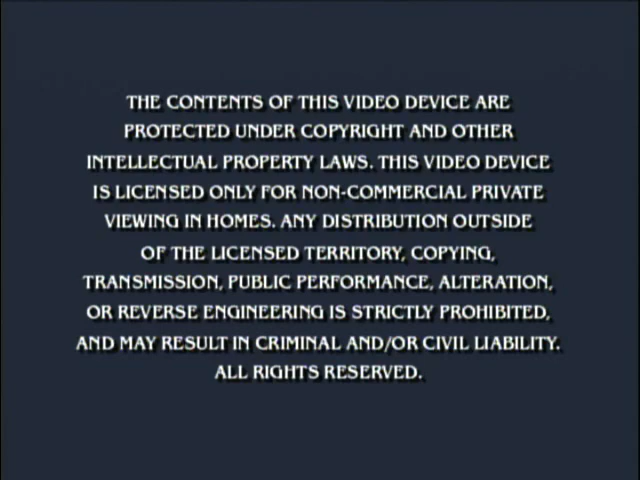 THE CONTENTS OF THIS VIDEO DEVICE ARE
PROTECTED UNDER COPYRIGHT AND OTHER
INTELLECTUAL PROPERTY LAWS. THIS VIDEO DEVICE
IS LICENSED ONLY FOR NON-COMMERCIAL PRIVATE
VIEWING IN HOMES. ANY DISTRIBUTION OUTSIDE
OF THE LICENSED TERRITORY, COPYING,
TRANSMISSION, PUBLIC PERFORMANCE, ALTERATION,
OR REVERSE ENGINEERING IS STRICTLY PROHIBITED,
AND MAY RESULT IN CRIMINAL AND/OR CIVIL LIABILITY.
ALL RIGHTS RESERVED.